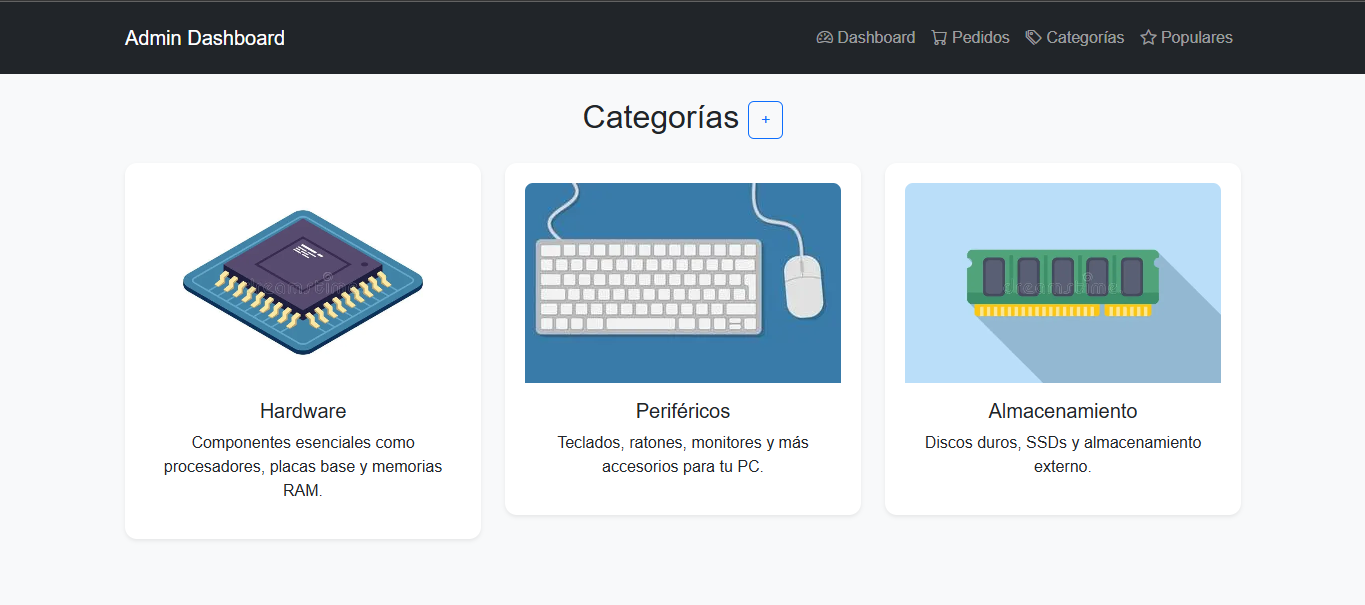 Admin Dashboard
Dashboard Pedidos Categorías Populares
Categorías +
Hardware
Componentes esenciales como
procesadores, placas base y memorias
RAM.
Periféricos
Teclados, ratones, monitores y más
accesorios para tu PC.
Almacenamiento
Discos duros, SSDs y almacenamiento
externo.